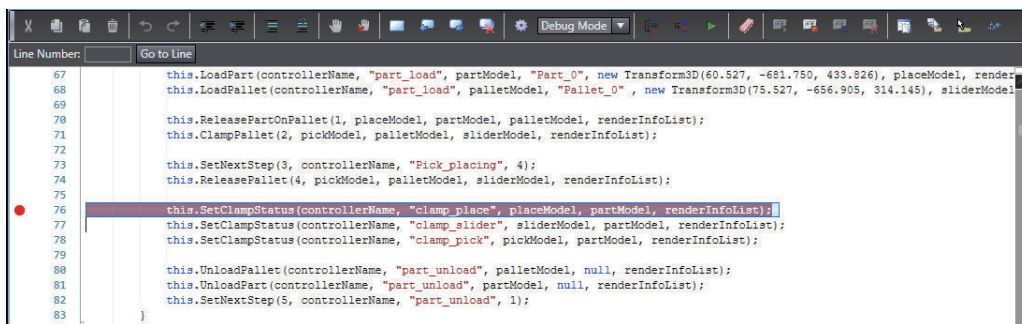 Debug Mode
Line Number: Go to Line
67 this.LoadPart(controllerName, "part_load", partModel, "Part_0", new Transform3D(60.527, -681.750, 433.826), placeModel, render
68 this.LoadPallet(controllerName, "part_load", palletModel, "Pallet_0" , new Transform3D(75.527, -656.905, 314.145), sliderModel
69
70 this.ReleasePartOnPallet(1, placeModel, partModel, palletModel, renderInfoList);
71 this.ClampPallet(2, pickModel, palletModel, sliderModel, renderInfoList);
72
73 this.SetNextStep(3, controllerName, "Pick_placing", 4);
74 this.ReleasePallet(4, pickModel, palletModel, sliderModel, renderInfoList);
75
76 this.SetClampStatus(controllerName, "clamp_place", placeModel, partModel, renderInfoList);
77 this.SetClampStatus(controllerName, "clamp_slider", sliderModel, partModel, renderInfoList);
78 this.SetClampStatus(controllerName, "clamp_pick", pickModel, partModel, renderInfoList);
79
80 this.UnloadPallet(controllerName, "part_unload", palletModel, null, renderInfoList);
81 this.UnloadPallet(controllerName, "part_unload", partModel, null, renderInfoList);
82 this.SetNextStep(5, controllerName, "part_unload", 1);
83 }